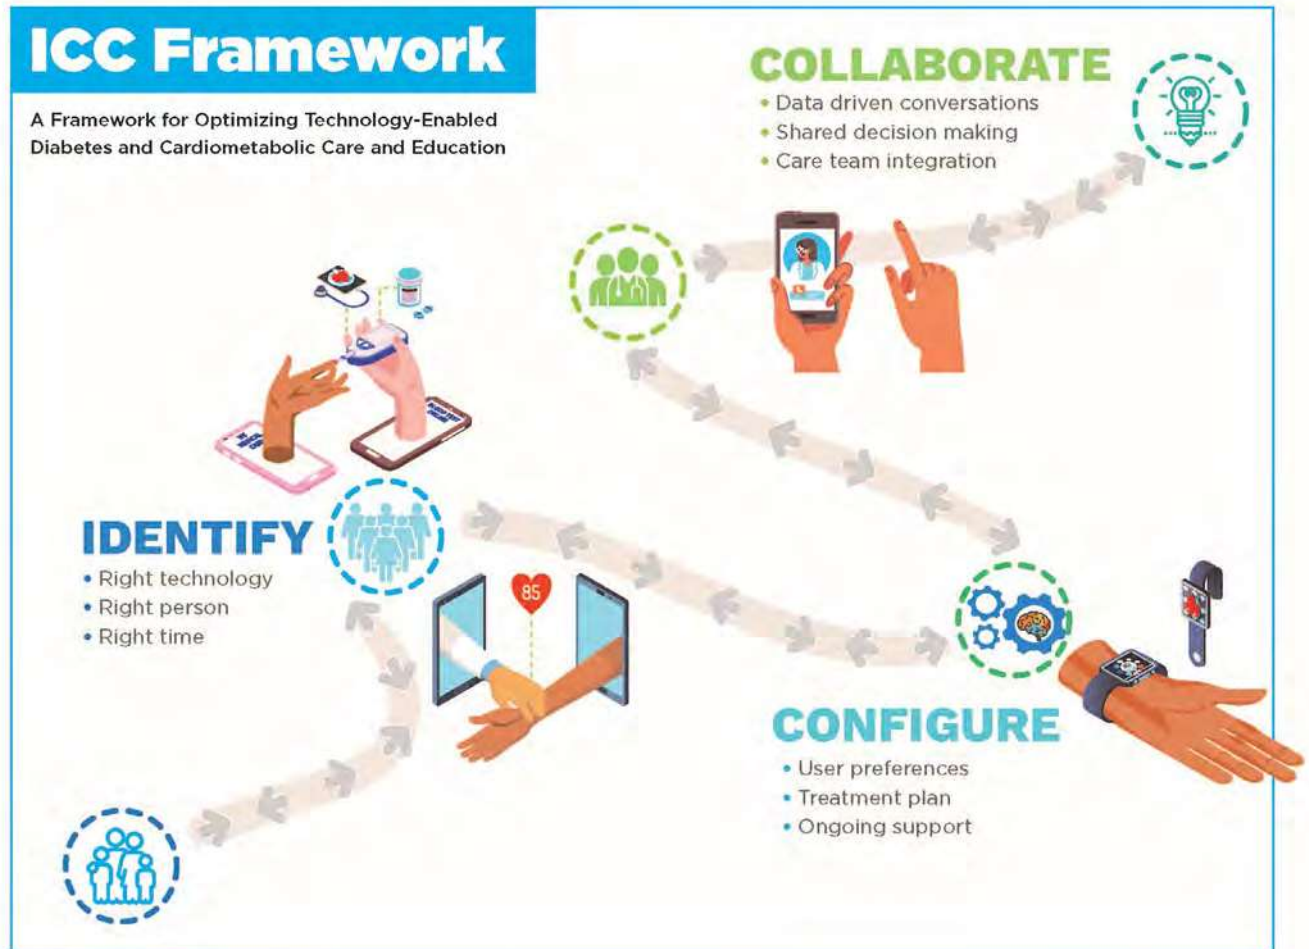 ICC Framework
A Framework for Optimizing Technology-Enabled
Diabetes and Cardiometabolic Care and Education
COLLABORATE
• Data driven conversations
• Shared decision making
• Care team integration
IDENTIFY
• Right technology
• Right person
• Right time
85
CONFIGURE
• User preferences
• Treatment plan
• Ongoing support